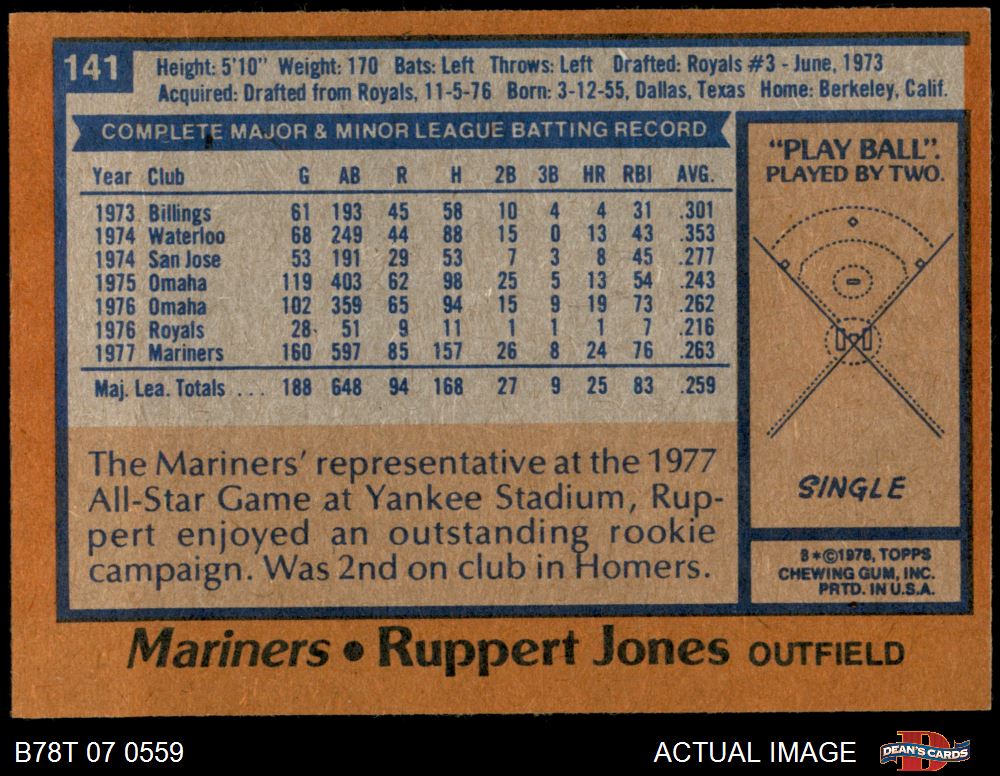 141
Height: 5'10" Weight: 170 Bats: Left Throws: Left Drafted: Royals #3 - June, 1973
Acquired: Drafted from Royals, 11-5-76 Born: 3-12-55, Dallas, Texas Home: Berkeley, Calif.
COMPLETE MAJOR & MINOR LEAGUE BATTING RECORD
Year Club G AB R H 2B 3B HR RBI AVG.
1973 Billings 61 193 45 58 10 4 4 31 .301
1974 Waterloo 68 249 44 88 15 0 13 43 .353
1974 San Jose 53 191 29 53 7 3 8 45 .277
1975 Omaha 119 403 62 98 25 5 13 54 .243
1976 Omaha 102 359 65 94 15 9 19 73 .262
1976 Royals 28 51 9 11 1 1 1 7 .216
1977 Mariners 160 597 85 157 26 8 24 76 .263
Maj. Lea. Totals .... 188 648 94 168 27 9 25 83 .259
The Mariners' representative at the 1977
All-Star Game at Yankee Stadium, Rup-
pert enjoyed an outstanding rookie
campaign. Was 2nd on club in Homers.
"PLAY BALL".
PLAYED BY TWO.
SINGLE
8*©1978, TOPPS
CHEWING GUM, INC.
PRTD. IN U.S.A.
Mariners • Ruppert Jones OUTFIELD
B78T 07 0559
ACTUAL IMAGE
D
DEAN'S CARDS